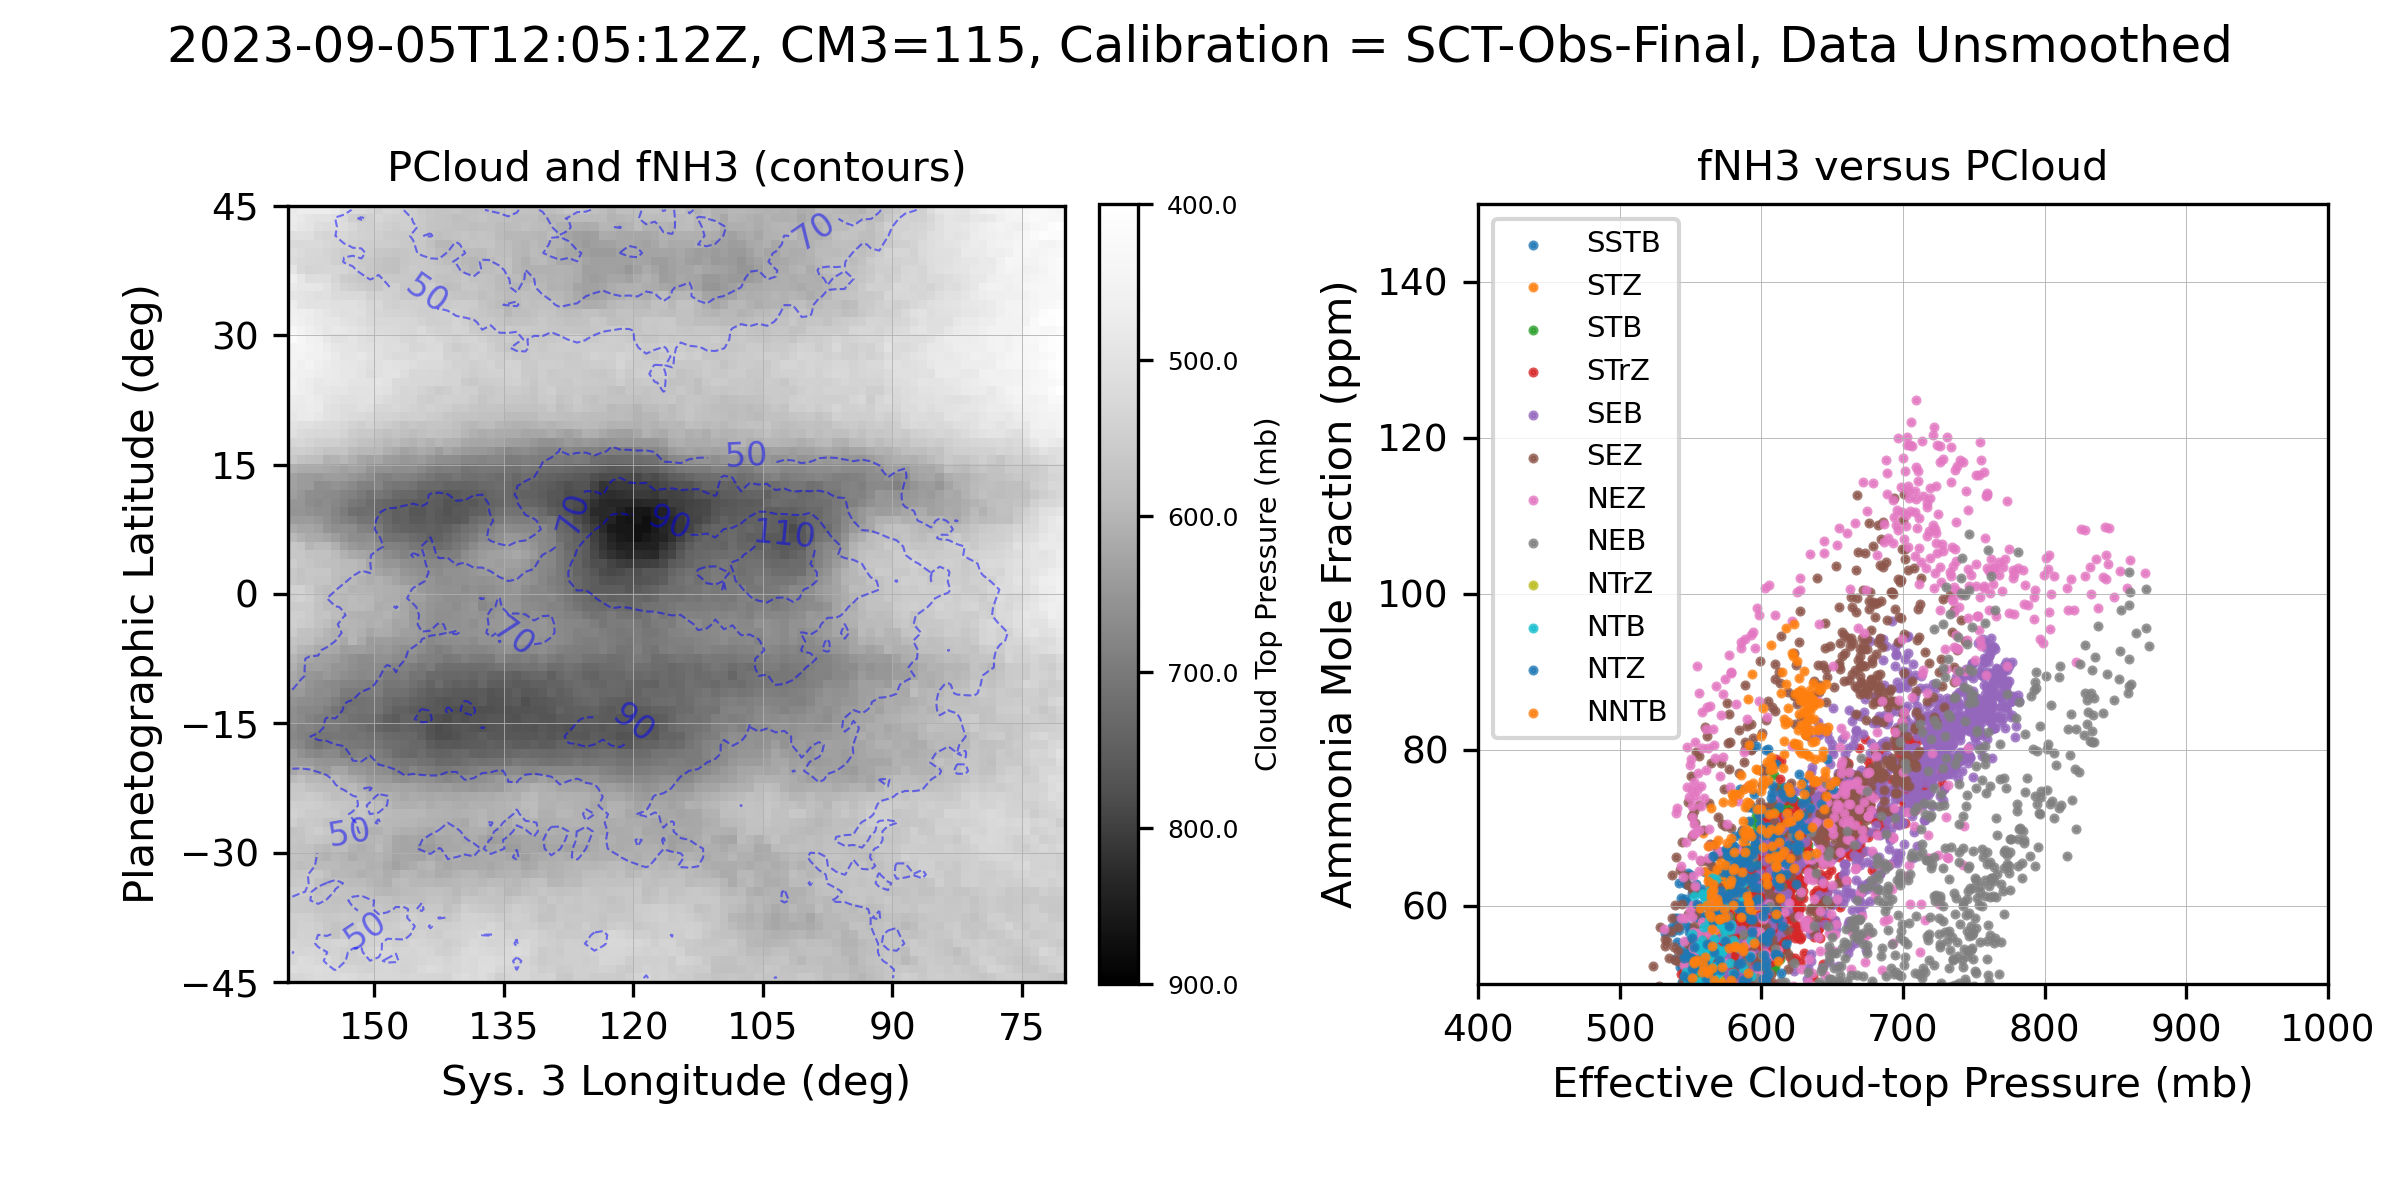 2023-09-05T12:05:12Z, CM3=115, Calibration = SCT-Obs-Final, Data Unsmoothed
PCloud and fNH3 (contours)
45
30
15
0
−15
−30
−45
Planetographic Latitude (deg)
150
135
120
105
90
75
Sys. 3 Longitude (deg)
70
50
50
70
90
110
70
90
50
50
400.0
500.0
600.0
700.0
800.0
900.0
Cloud Top Pressure (mb)
fNH3 versus PCloud
140
120
100
80
60
Ammonia Mole Fraction (ppm)
SSTB
STZ
STB
STrZ
SEB
SEZ
NEZ
NEB
NTrZ
NTB
NTZ
NNTB
400
500
600
700
800
900
1000
Effective Cloud-top Pressure (mb)